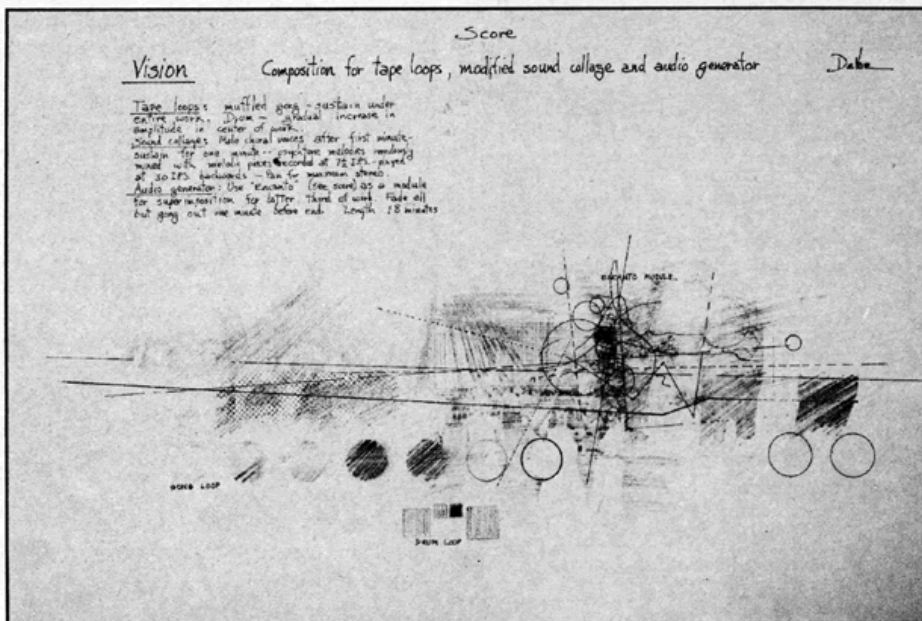 Score
Vision Composition for tape loops, modified sound collage and audio generator Dabe
Tape loops: muffled gong - sustain under
entire work. Drum - gradual increase in
amplitude in center of work.
Sound collage: Male choral voices after first minute -
sustain for one minute - melodies randomly
mixed with metalic pieces recorded at 7½ I.P.S. - played
at 30 I.P.S. backwards - Pan for maximum stereo.
Audio generator: Use "Encanto" (see score) as a module
for superimposition for latter third of work. Fade all
but gong out one minute before end. Length 18 minutes
ENCANTO MODULE
GONG LOOP
DRUM LOOP